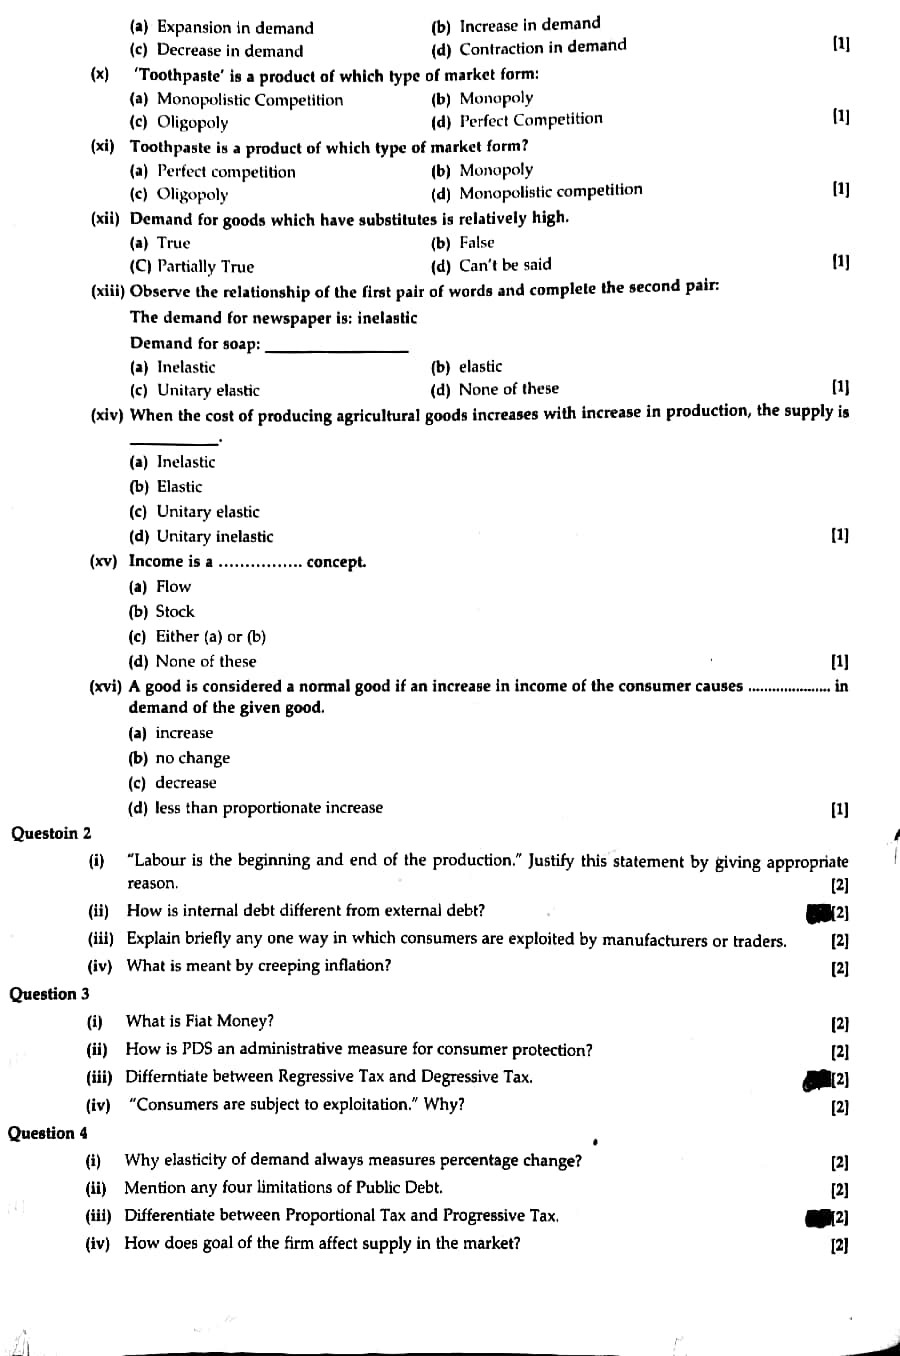 (a) Expansion in demand (b) Increase in demand
(c) Decrease in demand (d) Contraction in demand [1]
(x) 'Toothpaste' is a product of which type of market form:
(a) Monopolistic Competition (b) Monopoly
(c) Oligopoly (d) Perfect Competition [1]
(xi) Toothpaste is a product of which type of market form?
(a) Perfect competition (b) Monopoly
(c) Oligopoly (d) Monopolistic competition [1]
(xii) Demand for goods which have substitutes is relatively high.
(a) True (b) False
(C) Partially True (d) Can't be said [1]
(xiii) Observe the relationship of the first pair of words and complete the second pair:
The demand for newspaper is: inelastic
Demand for soap: _______________
(a) Inelastic (b) elastic
(c) Unitary elastic (d) None of these [1]
(xiv) When the cost of producing agricultural goods increases with increase in production, the supply is
_________.
(a) Inelastic
(b) Elastic
(c) Unitary elastic
(d) Unitary inelastic [1]
(xv) Income is a ................ concept.
(a) Flow
(b) Stock
(c) Either (a) or (b)
(d) None of these [1]
(xvi) A good is considered a normal good if an increase in income of the consumer causes ..................... in
demand of the given good.
(a) increase
(b) no change
(c) decrease
(d) less than proportionate increase [1]
Questoin 2
(i) "Labour is the beginning and end of the production." Justify this statement by giving appropriate
reason. [2]
(ii) How is internal debt different from external debt? [2]
(iii) Explain briefly any one way in which consumers are exploited by manufacturers or traders. [2]
(iv) What is meant by creeping inflation? [2]
Question 3
(i) What is Fiat Money? [2]
(ii) How is PDS an administrative measure for consumer protection? [2]
(iii) Differntiate between Regressive Tax and Degressive Tax. [2]
(iv) "Consumers are subject to exploitation." Why? [2]
Question 4
(i) Why elasticity of demand always measures percentage change? [2]
(ii) Mention any four limitations of Public Debt. [2]
(iii) Differentiate between Proportional Tax and Progressive Tax. [2]
(iv) How does goal of the firm affect supply in the market? [2]